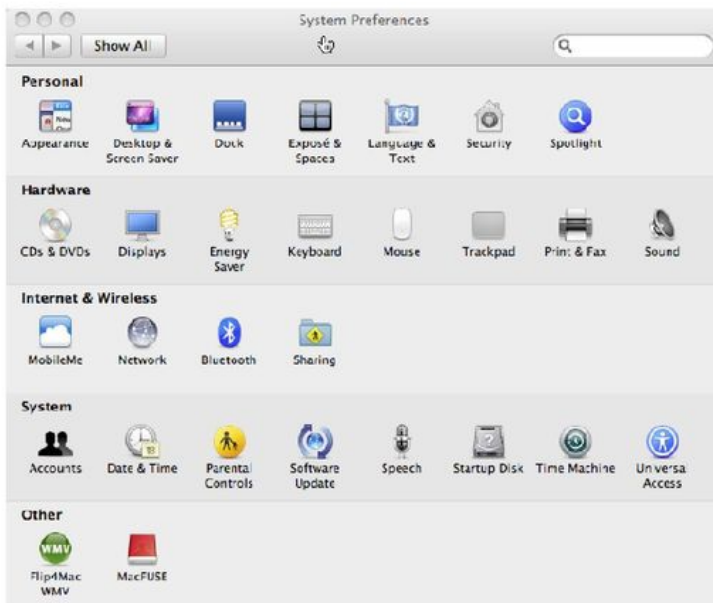 System Preferences
Show All
Personal
Appearance Desktop & Dock Exposé & Language & Security Spotlight
Screen Saver Spaces Text
Hardware
CDs & DVDs Displays Energy Keyboard Mouse Trackpad Print & Fax Sound
Saver
Internet & Wireless
MobileMe Network Bluetooth Sharing
System
Accounts Date & Time Parental Software Speech Startup Disk Time Machine Universal
Controls Update Access
Other
WMV
Flip4Mac MacFUSE
WMV